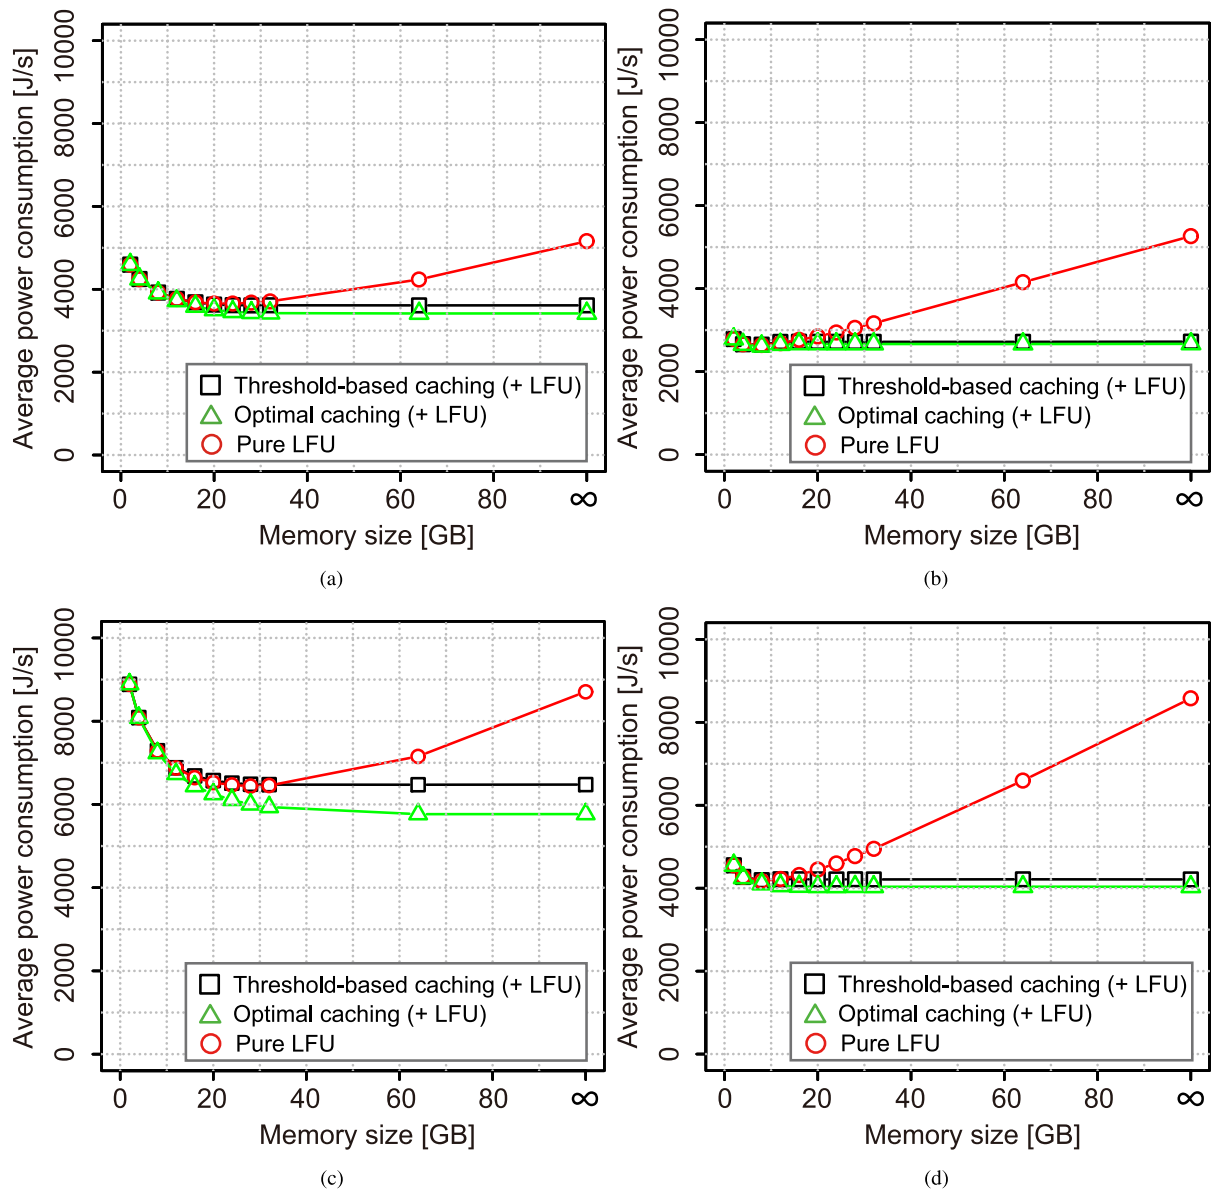 Average power consumption [J/s]
10000
8000
6000
4000
2000
0
Threshold-based caching (+ LFU)
Optimal caching (+ LFU)
Pure LFU
0 20 40 60 80 ∞
Memory size [GB]
(a)
Average power consumption [J/s]
10000
8000
6000
4000
2000
0
Threshold-based caching (+ LFU)
Optimal caching (+ LFU)
Pure LFU
0 20 40 60 80 ∞
Memory size [GB]
(b)
Average power consumption [J/s]
10000
8000
6000
4000
2000
0
Threshold-based caching (+ LFU)
Optimal caching (+ LFU)
Pure LFU
0 20 40 60 80 ∞
Memory size [GB]
(c)
Average power consumption [J/s]
10000
8000
6000
4000
2000
0
Threshold-based caching (+ LFU)
Optimal caching (+ LFU)
Pure LFU
0 20 40 60 80 ∞
Memory size [GB]
(d)